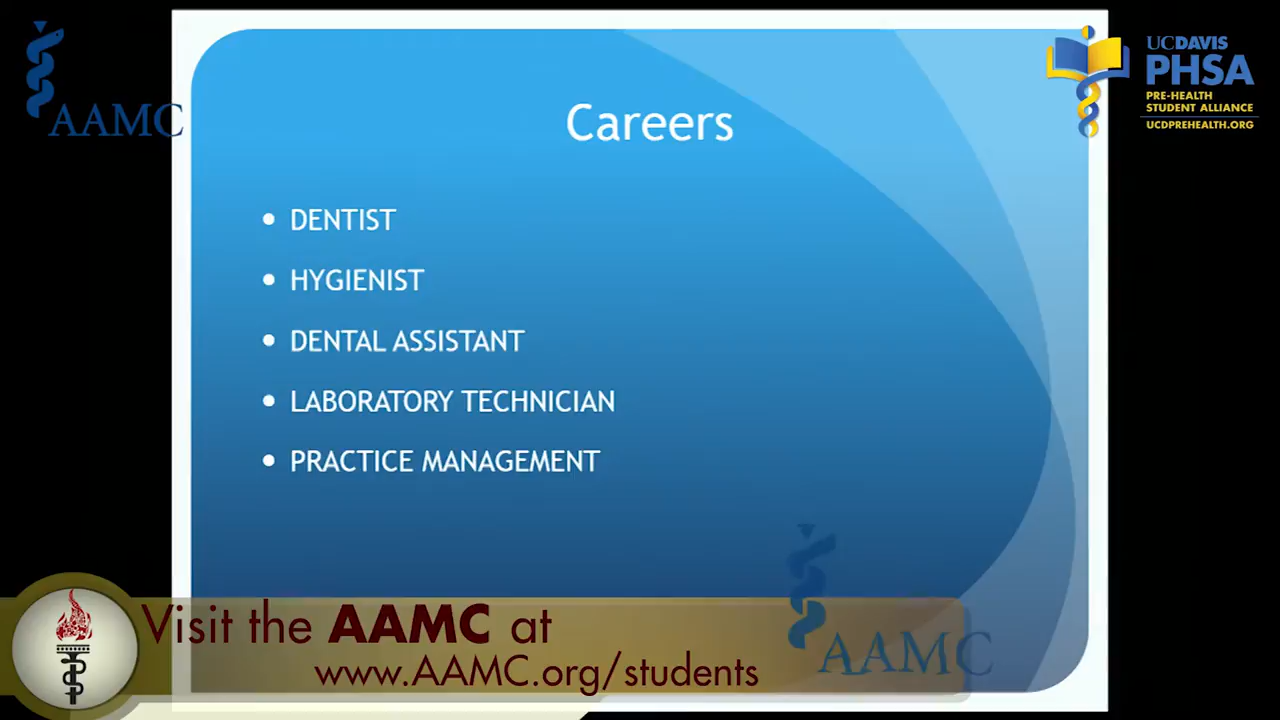 AAMC
UCDAVIS
PHSA
PRE-HEALTH
STUDENT ALLIANCE
UCDPREHEALTH.ORG
Careers
• DENTIST
• HYGIENIST
• DENTAL ASSISTANT
• LABORATORY TECHNICIAN
• PRACTICE MANAGEMENT
Visit the AAMC at
www.AAMC.org/students
AAMC